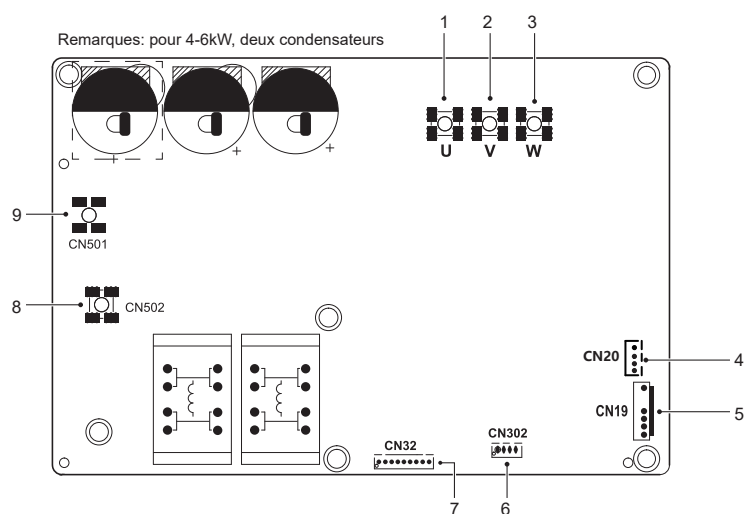 Remarques: pour 4-6kW, deux condensateurs
1
2
3
U
V
W
9
CN501
8
CN502
CN20
4
CN19
5
CN32
CN302
7
6